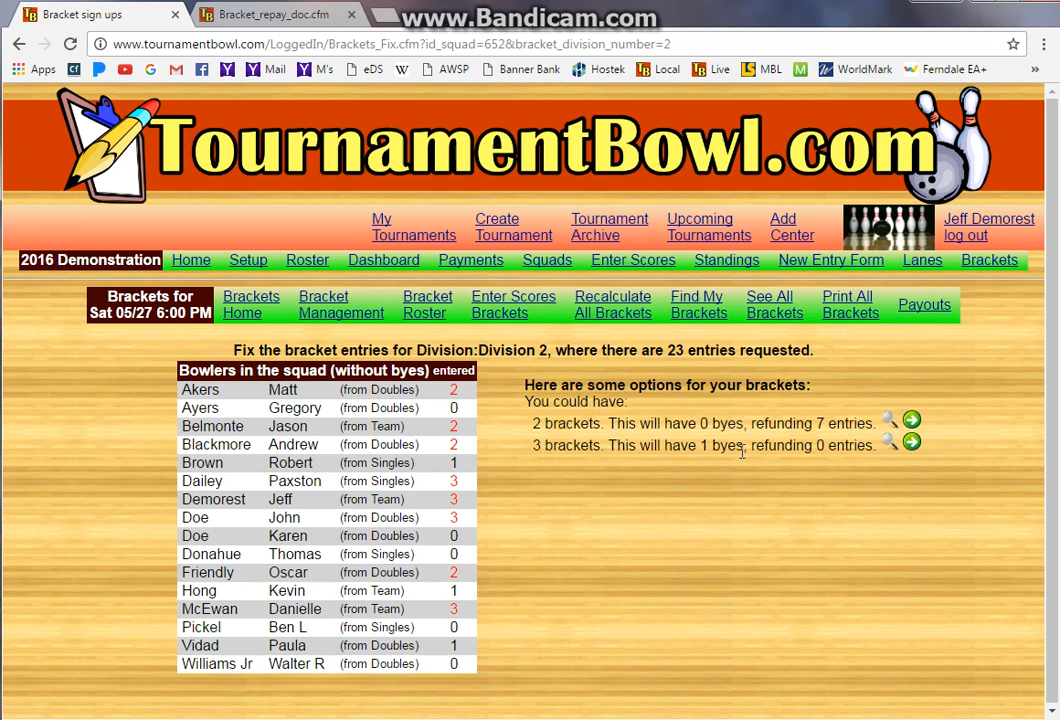 www.Bandicam.com
Bracket sign ups
Bracket_repay_doc.cfm
www.tournamentbowl.com/LoggedIn/Brackets_Fix.cfm?id_squad=652&bracket_division_number=2
Apps Mail M's eDS AWSP Banner Bank Hostek Local Live MBL WorldMark Ferndale EA+ »
TournamentBowl.com
My Tournaments Create Tournament Tournament Archive Upcoming Tournaments Add Center Jeff Demorest log out
2016 Demonstration Home Setup Roster Dashboard Payments Squads Enter Scores Standings New Entry Form Lanes Brackets
Brackets for Sat 05/27 6:00 PM Brackets Home Bracket Management Bracket Roster Enter Scores Brackets Recalculate All Brackets Find My Brackets See All Brackets Print All Brackets Payouts
Fix the bracket entries for Division:Division 2, where there are 23 entries requested.
Bowlers in the squad (without byes) entered
Akers Matt (from Doubles) 2
Ayers Gregory (from Doubles) 0
Belmonte Jason (from Team) 2
Blackmore Andrew (from Doubles) 2
Brown Robert (from Singles) 1
Dailey Paxston (from Singles) 3
Demorest Jeff (from Team) 3
Doe John (from Doubles) 3
Doe Karen (from Doubles) 0
Donahue Thomas (from Singles) 0
Friendly Oscar (from Doubles) 2
Hong Kevin (from Team) 1
McEwan Danielle (from Team) 3
Pickel Ben L (from Singles) 0
Vidad Paula (from Doubles) 1
Williams Jr Walter R (from Doubles) 0
Here are some options for your brackets:
You could have:
2 brackets. This will have 0 byes, refunding 7 entries.
3 brackets. This will have 1 byes, refunding 0 entries.